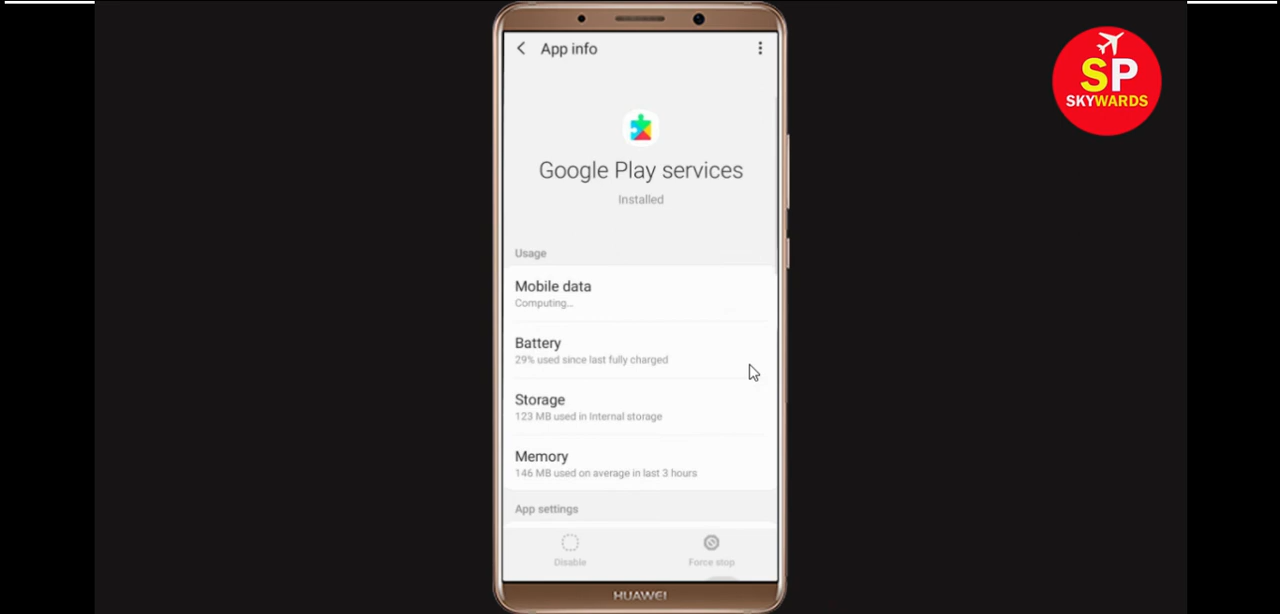 App info
SP
SKYWARDS
Google Play services
Installed
Usage
Mobile data
Computing...
Battery
29% used since last fully charged
Storage
123 MB used in Internal storage
Memory
146 MB used on average in last 3 hours
App settings
Disable
Force stop
HUAWEI